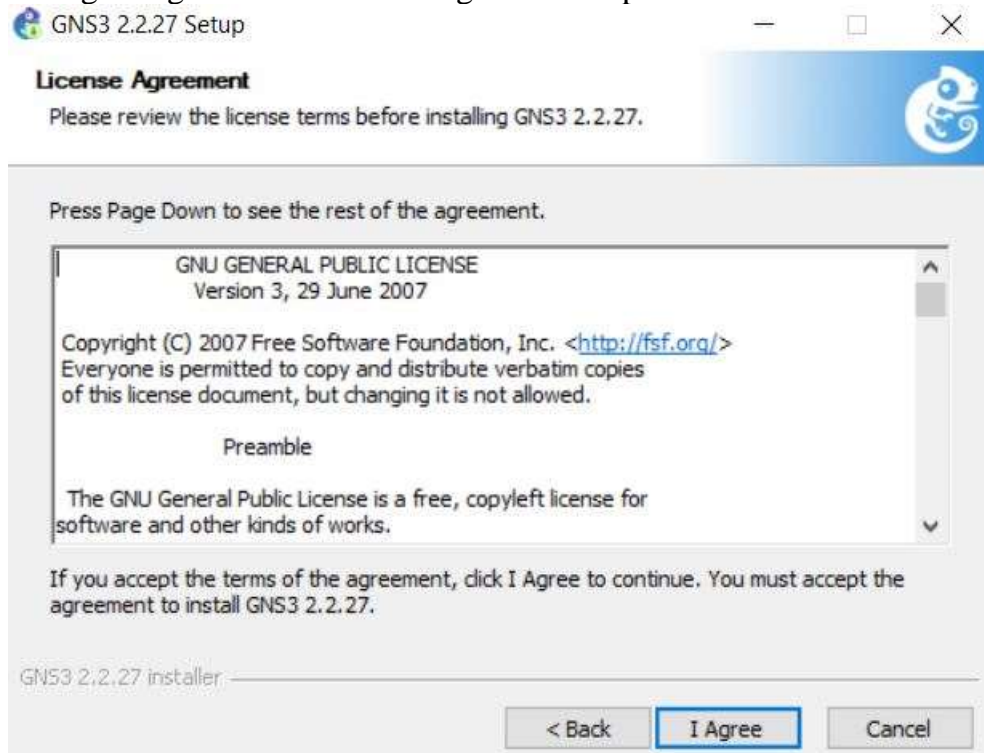 GNS3 2.2.27 Setup
License Agreement
Please review the license terms before installing GNS3 2.2.27.
Press Page Down to see the rest of the agreement.
GNU GENERAL PUBLIC LICENSE
Version 3, 29 June 2007
Copyright (C) 2007 Free Software Foundation, Inc. <http://fsf.org/>
Everyone is permitted to copy and distribute verbatim copies
of this license document, but changing it is not allowed.
Preamble
The GNU General Public License is a free, copyleft license for
software and other kinds of works.
If you accept the terms of the agreement, click I Agree to continue. You must accept the
agreement to install GNS3 2.2.27.
GNS3 2.2.27 installer
< Back I Agree Cancel